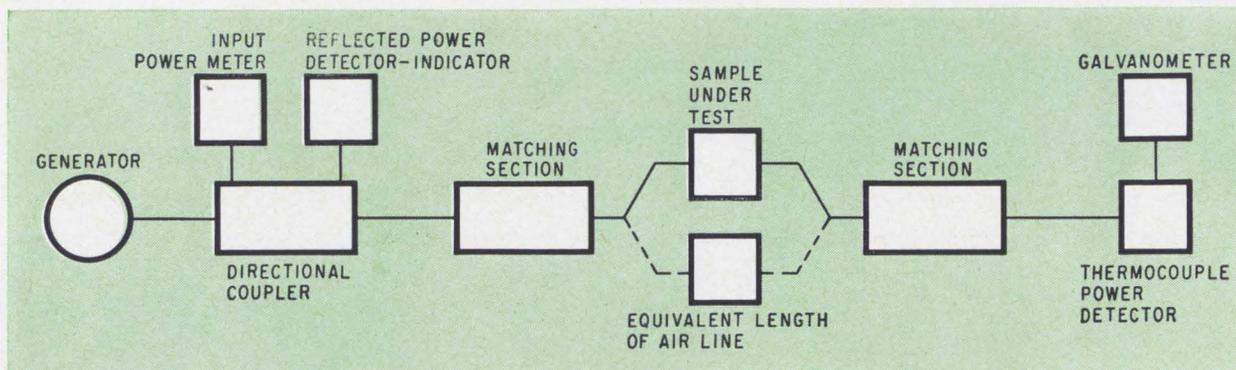 INPUT
POWER METER
REFLECTED POWER
DETECTOR-INDICATOR
GENERATOR
DIRECTIONAL
COUPLER
MATCHING
SECTION
SAMPLE
UNDER
TEST
EQUIVALENT LENGTH
OF AIR LINE
MATCHING
SECTION
GALVANOMETER
THERMOCOUPLE
POWER
DETECTOR